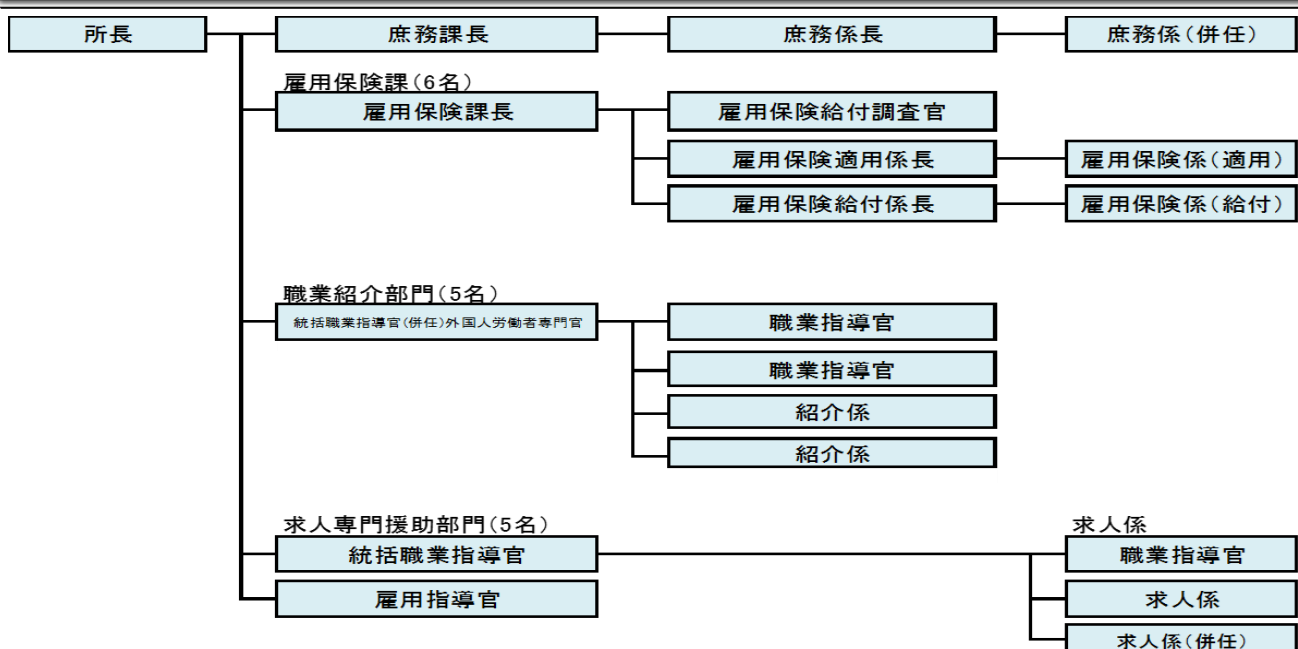 所長
庶務課長
庶務係長
庶務係(併任)
雇用保険課(6名)
雇用保険課長
雇用保険給付調査官
雇用保険適用係長
雇用保険係(適用)
雇用保険給付係長
雇用保険係(給付)
職業紹介部門(5名)
統括職業指導官(併任)外国人労働者専門官
職業指導官
職業指導官
紹介係
紹介係
求人専門援助部門(5名)
求人係
統括職業指導官
職業指導官
雇用指導官
求人係
求人係(併任)